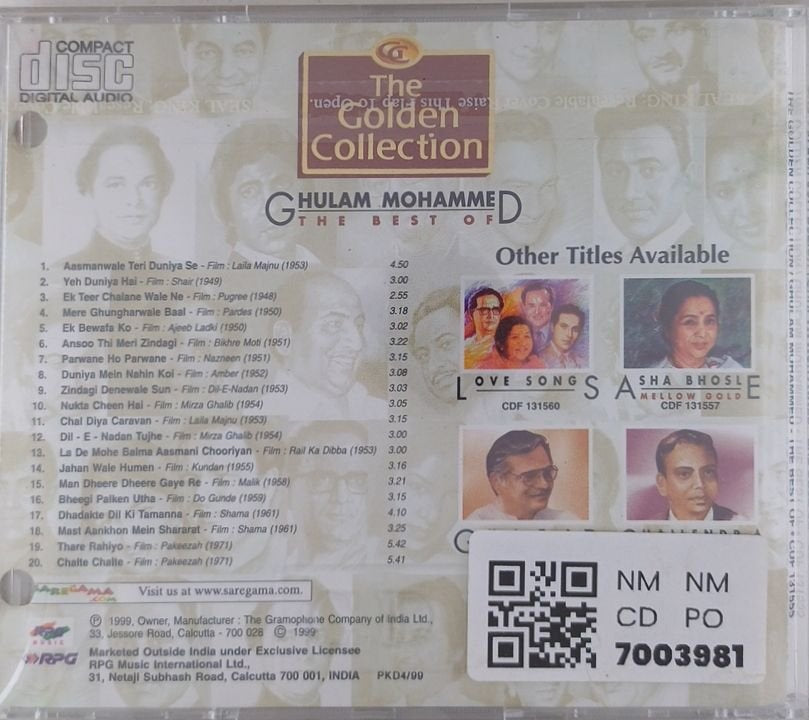 COMPACT
disc
DIGITAL AUDIO
G
The
Golden
Collection
GHULAM MOHAMMED
THE BEST OF
1. Aasmanwale Teri Duniya Se - Film : Laila Majnu (1953) 4.50
2. Yeh Duniya Hai - Film : Shair (1949) 3.00
3. Ek Teer Chalane Wale Ne - Film : Pugree (1948) 2.55
4. Mere Ghungharwale Baal - Film : Pardes (1950) 3.18
5. Ek Bewafa Ko - Film : Ajeeb Ladki (1950) 3.02
6. Ansoo Thi Meri Zindagi - Film : Bikhre Moti (1951) 3.22
7. Parwane Ho Parwane - Film : Nazneen (1951) 3.15
8. Duniya Mein Nahin Koi - Film : Amber (1952) 3.08
9. Zindagi Denewale Sun - Film : Dil-E-Nadan (1953) 3.03
10. Nukta Cheen Hai - Film : Mirza Ghalib (1954) 3.05
11. Chal Diya Caravan - Film : Laila Majnu (1953) 3.15
12. Dil - E - Nadan Tujhe - Film : Mirza Ghalib (1954) 3.00
13. La De Mohe Balma Aasmani Chooriyan - Film : Rail Ka Dibba (1953) 3.00
14. Jahan Wale Humen - Film : Kundan (1955) 3.16
15. Man Dheere Dheere Gaye Re - Film : Malik (1958) 3.21
16. Bheegi Palken Utha - Film : Do Gunde (1959) 3.15
17. Dhadakte Dil Ki Tamanna - Film : Shama (1961) 4.10
18. Mast Aankhon Mein Shararat - Film : Shama (1961) 3.25
19. Thare Rahiyo - Film : Pakeezah (1971) 5.42
20. Chalte Chalte - Film : Pakeezah (1971) 5.41
Other Titles Available
LOVE SONGS
CDF 131560
ASHA BHOSLE
MELLOW GOLD
CDF 131557
SAREGAMA.com
Visit us at www.saregama.com.
Ⓟ 1999, Owner, Manufacturer : The Gramophone Company of India Ltd.,
33, Jessore Road, Calcutta - 700 028 © 1999
RPG
Marketed Outside India under Exclusive Licensee
RPG Music International Ltd.,
31, Netaji Subhash Road, Calcutta 700 001, INDIA PKD4/99
NM NM
CD PO
7003981